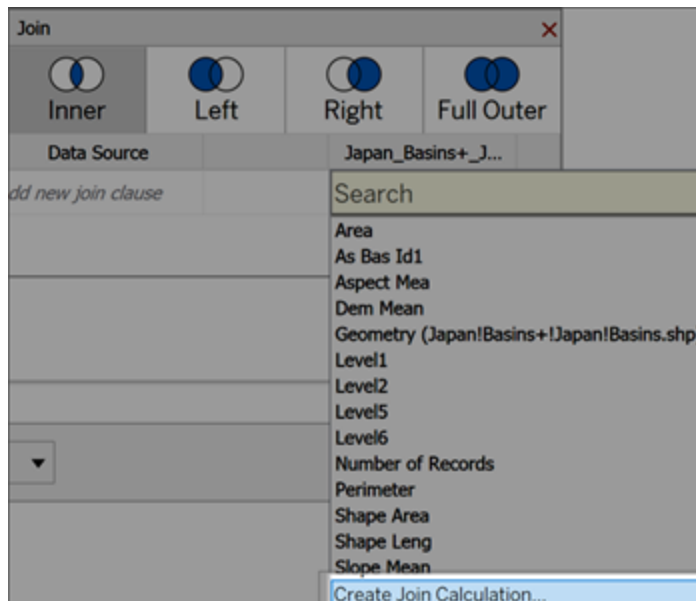 Join
Inner Left Right Full Outer
Data Source Japan_Basins+_J...
dd new join clause
Search
Area
As Bas Id1
Aspect Mea
Dem Mean
Geometry (Japan!Basins+!Japan!Basins.shp
Level1
Level2
Level5
Level6
Number of Records
Perimeter
Shape Area
Shape Leng
Slope Mean
Create Join Calculation...